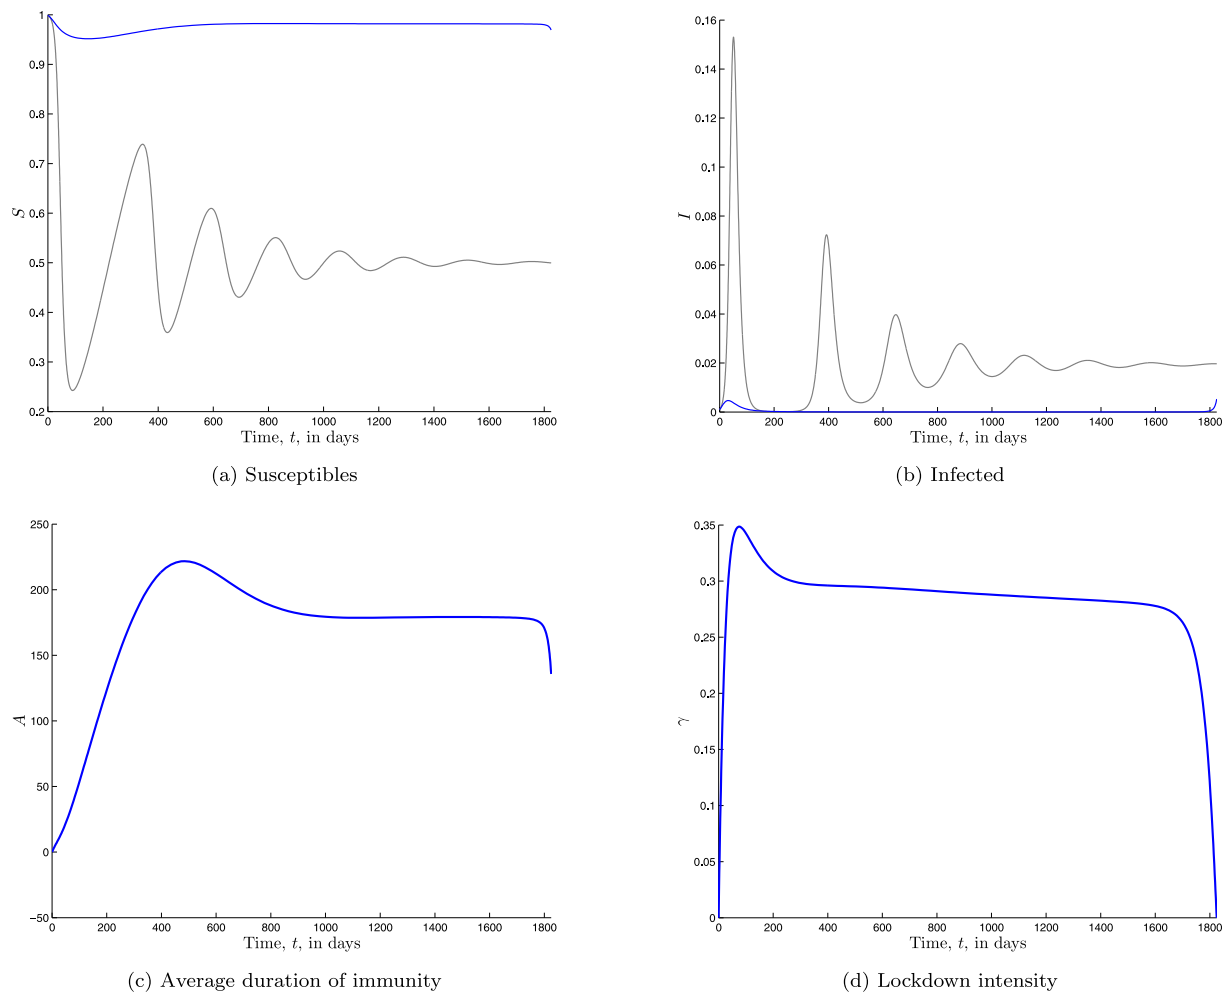 1
0.9
0.8
0.7
0.6
0.5
0.4
0.3
0.2
S
0 200 400 600 800 1000 1200 1400 1600 1800
Time, t, in days
(a) Susceptibles
0.16
0.14
0.12
0.1
0.08
0.06
0.04
0.02
0
I
0 200 400 600 800 1000 1200 1400 1600 1800
Time, t, in days
(b) Infected
250
200
150
100
50
0
−50
A
0 200 400 600 800 1000 1200 1400 1600 1800
Time, t, in days
(c) Average duration of immunity
0.35
0.3
0.25
0.2
0.15
0.1
0.05
0
γ
0 200 400 600 800 1000 1200 1400 1600 1800
Time, t, in days
(d) Lockdown intensity